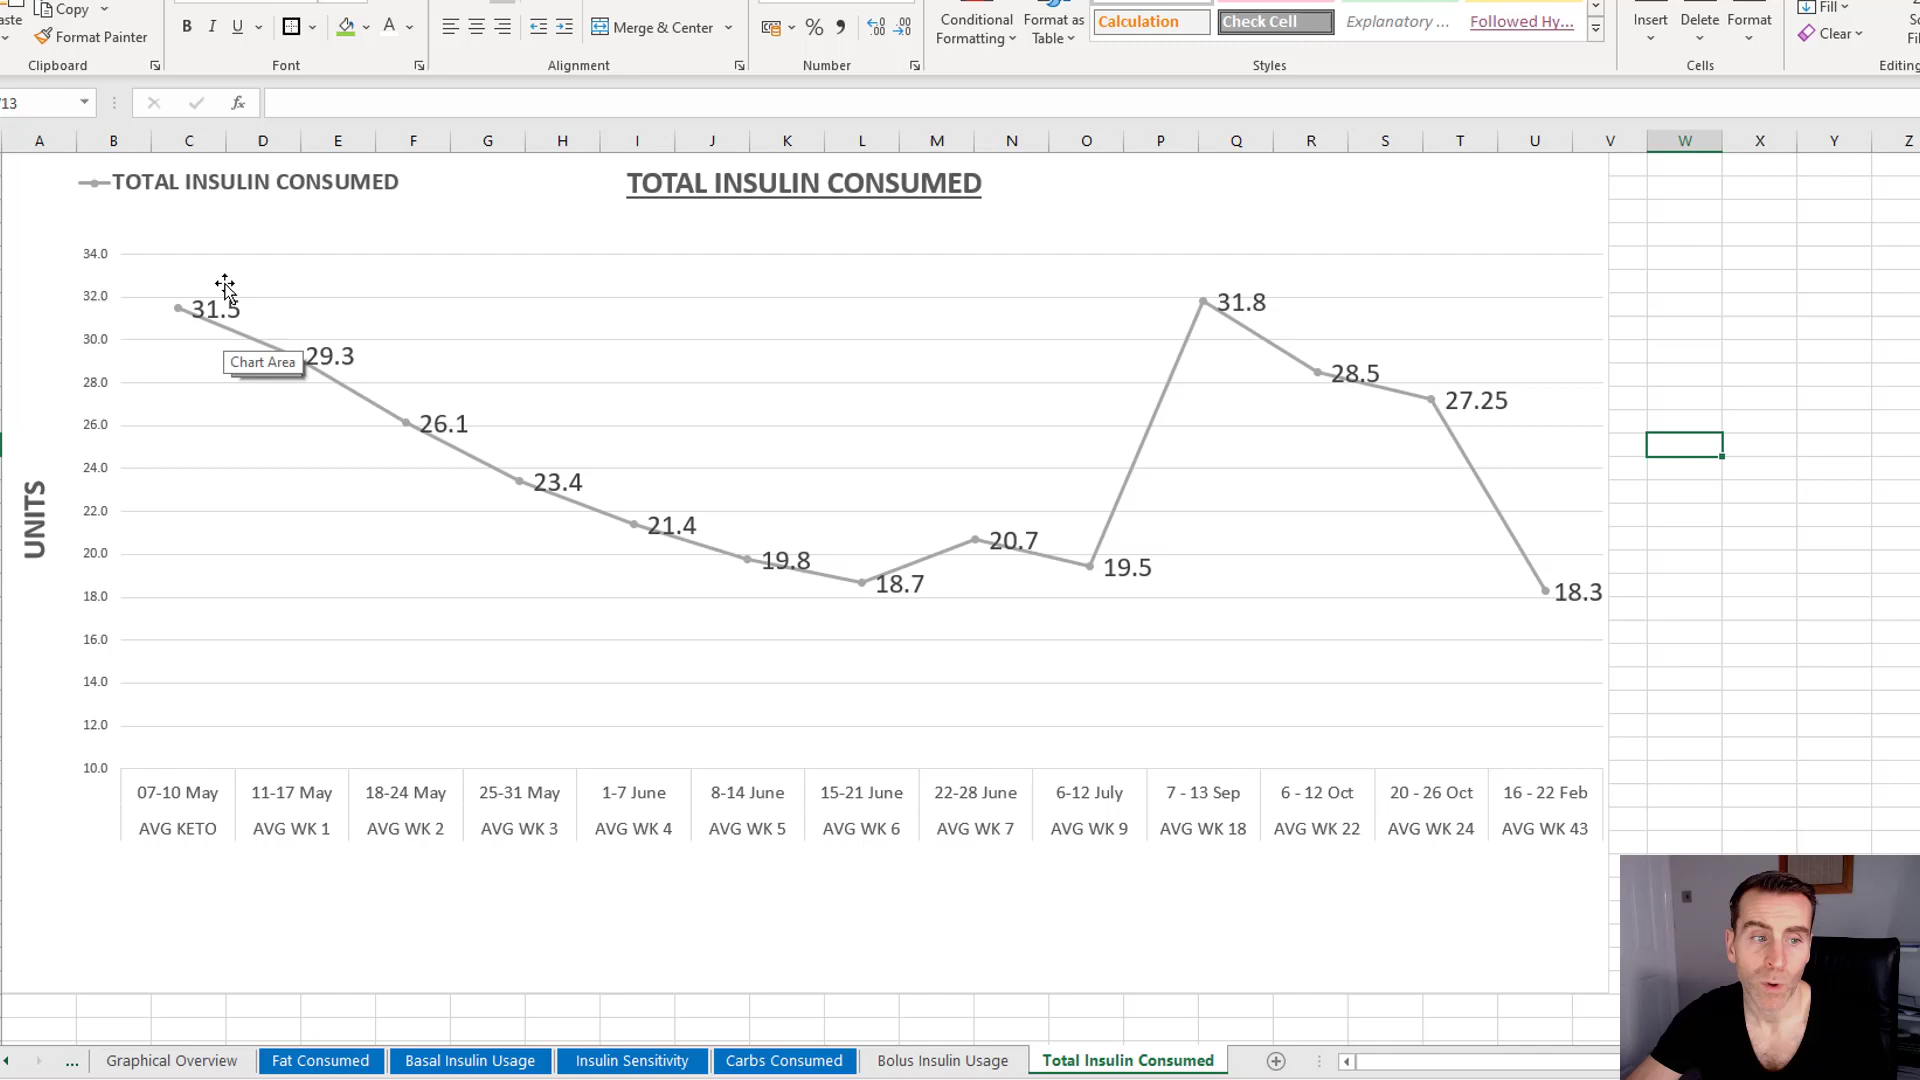 Copy
Format Painter
B I U
A
Merge & Center
%
Conditional
Formatting
Format as
Table
Calculation
Check Cell
Explanatory ...
Followed Hy...
Insert
Delete
Format
Fill
Clear
Clipboard
Font
Alignment
Number
Styles
Cells
Editing
fx
A B C D E F G H I J K L M N O P Q R S T U V W X Y Z
TOTAL INSULIN CONSUMED
TOTAL INSULIN CONSUMED
UNITS
34.0
32.0
30.0
28.0
26.0
24.0
22.0
20.0
18.0
16.0
14.0
12.0
10.0
31.5
Chart Area
29.3
26.1
23.4
21.4
19.8
18.7
20.7
19.5
31.8
28.5
27.25
18.3
07-10 May 11-17 May 18-24 May 25-31 May 1-7 June 8-14 June 15-21 June 22-28 June 6-12 July 7 - 13 Sep 6 - 12 Oct 20 - 26 Oct 16 - 22 Feb
AVG KETO AVG WK 1 AVG WK 2 AVG WK 3 AVG WK 4 AVG WK 5 AVG WK 6 AVG WK 7 AVG WK 9 AVG WK 18 AVG WK 22 AVG WK 24 AVG WK 43
... Graphical Overview Fat Consumed Basal Insulin Usage Insulin Sensitivity Carbs Consumed Bolus Insulin Usage Total Insulin Consumed